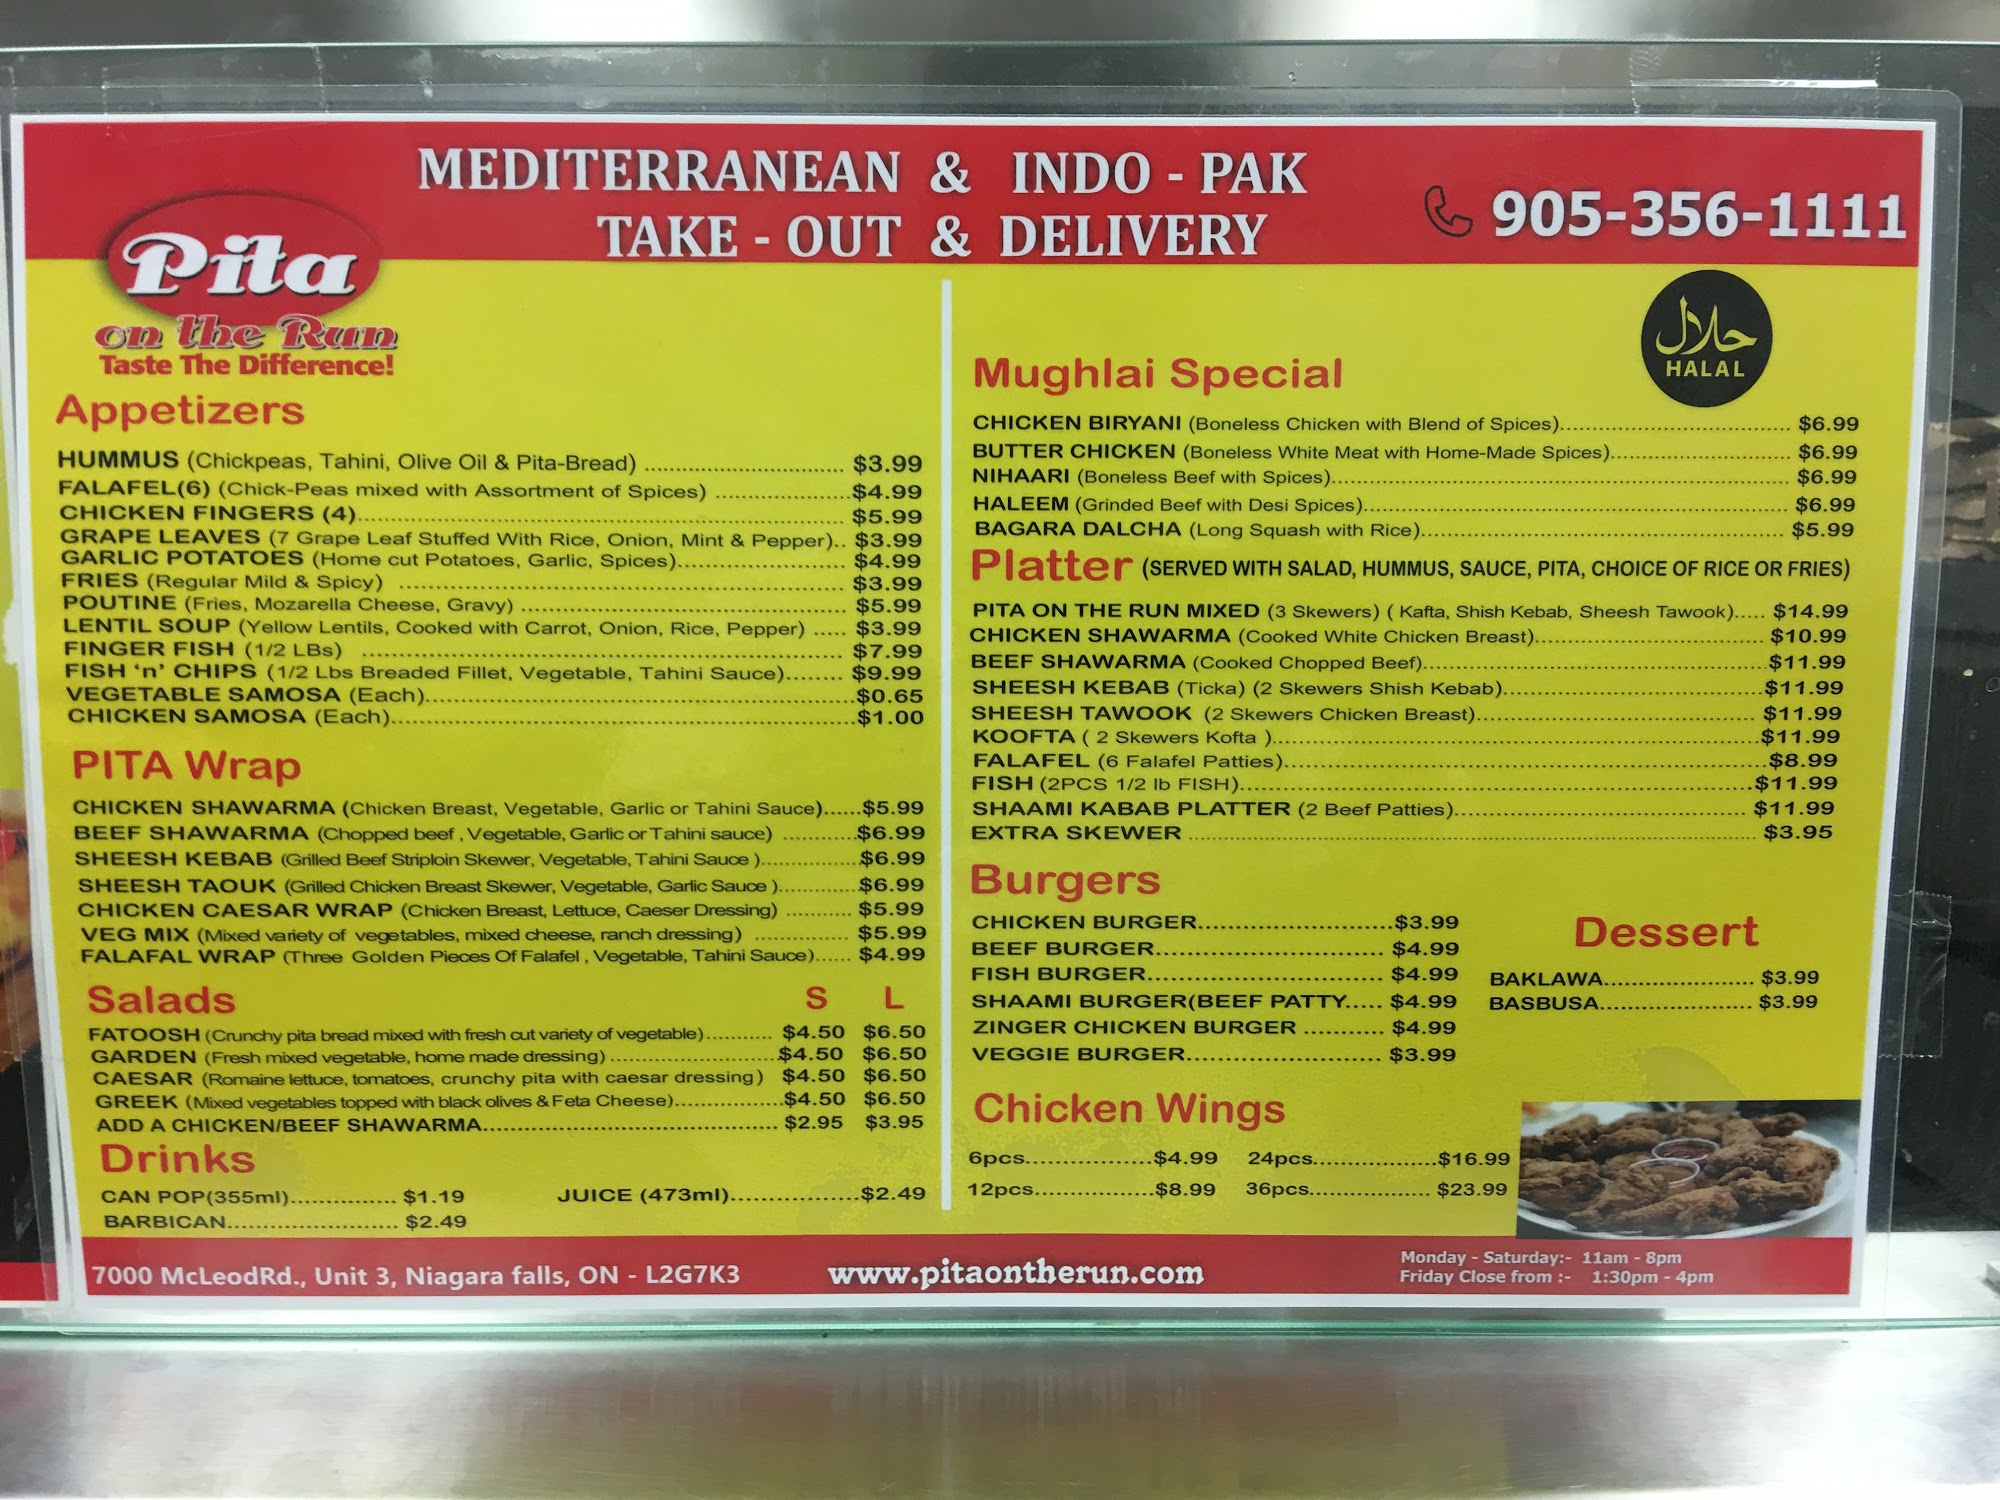 MEDITERRANEAN & INDO - PAK
TAKE - OUT & DELIVERY
905-356-1111
Pita
on the Run
Taste The Difference!
Appetizers
HUMMUS (Chickpeas, Tahini, Olive Oil & Pita-Bread) ........ $3.99
FALAFEL(6) (Chick-Peas mixed with Assortment of Spices) ........ $4.99
CHICKEN FINGERS (4)........ $5.99
GRAPE LEAVES (7 Grape Leaf Stuffed With Rice, Onion, Mint & Pepper).. $3.99
GARLIC POTATOES (Home cut Potatoes, Garlic, Spices)........ $4.99
FRIES (Regular Mild & Spicy) ........ $3.99
POUTINE (Fries, Mozarella Cheese, Gravy) ........ $5.99
LENTIL SOUP (Yellow Lentils, Cooked with Carrot, Onion, Rice, Pepper) ..... $3.99
FINGER FISH (1/2 LBs) ........ $7.99
FISH 'n' CHIPS (1/2 Lbs Breaded Fillet, Vegetable, Tahini Sauce)........ $9.99
VEGETABLE SAMOSA (Each)........ $0.65
CHICKEN SAMOSA (Each)........ $1.00
PITA Wrap
CHICKEN SHAWARMA (Chicken Breast, Vegetable, Garlic or Tahini Sauce)......$5.99
BEEF SHAWARMA (Chopped beef , Vegetable, Garlic or Tahini sauce) ........$6.99
SHEESH KEBAB (Grilled Beef Striploin Skewer, Vegetable, Tahini Sauce )........$6.99
SHEESH TAOUK (Grilled Chicken Breast Skewer, Vegetable, Garlic Sauce )........$6.99
CHICKEN CAESAR WRAP (Chicken Breast, Lettuce, Caeser Dressing) ........ $5.99
VEG MIX (Mixed variety of vegetables, mixed cheese, ranch dressing) ........ $5.99
FALAFAL WRAP (Three Golden Pieces Of Falafel , Vegetable, Tahini Sauce)...... $4.99
Salads S L
FATOOSH (Crunchy pita bread mixed with fresh cut variety of vegetable)........ $4.50 $6.50
GARDEN (Fresh mixed vegetable, home made dressing) ........$4.50 $6.50
CAESAR (Romaine lettuce, tomatoes, crunchy pita with caesar dressing) $4.50 $6.50
GREEK (Mixed vegetables topped with black olives & Feta Cheese)........$4.50 $6.50
ADD A CHICKEN/BEEF SHAWARMA........ $2.95 $3.95
Drinks
CAN POP(355ml)........ $1.19 JUICE (473ml)........$2.49
BARBICAN........ $2.49
حلال
HALAL
Mughlai Special
CHICKEN BIRYANI (Boneless Chicken with Blend of Spices)........ $6.99
BUTTER CHICKEN (Boneless White Meat with Home-Made Spices)........ $6.99
NIHAARI (Boneless Beef with Spices)........ $6.99
HALEEM (Grinded Beef with Desi Spices)........ $6.99
BAGARA DALCHA (Long Squash with Rice)........ $5.99
Platter (SERVED WITH SALAD, HUMMUS, SAUCE, PITA, CHOICE OF RICE OR FRIES)
PITA ON THE RUN MIXED (3 Skewers) ( Kafta, Shish Kebab, Sheesh Tawook)..... $14.99
CHICKEN SHAWARMA (Cooked White Chicken Breast)........ $10.99
BEEF SHAWARMA (Cooked Chopped Beef)........$11.99
SHEESH KEBAB (Ticka) (2 Skewers Shish Kebab)........$11.99
SHEESH TAWOOK (2 Skewers Chicken Breast)........ $11.99
KOOFTA ( 2 Skewers Kofta )........$11.99
FALAFEL (6 Falafel Patties)........$8.99
FISH (2PCS 1/2 lb FISH)........$11.99
SHAAMI KABAB PLATTER (2 Beef Patties)........ $11.99
EXTRA SKEWER ........ $3.95
Burgers
CHICKEN BURGER........$3.99
BEEF BURGER........ $4.99
FISH BURGER........ $4.99
SHAAMI BURGER(BEEF PATTY..... $4.99
ZINGER CHICKEN BURGER ........ $4.99
VEGGIE BURGER........ $3.99
Dessert
BAKLAWA........ $3.99
BASBUSA........ $3.99
Chicken Wings
6pcs........$4.99 24pcs........$16.99
12pcs........$8.99 36pcs........ $23.99
7000 McLeodRd., Unit 3, Niagara falls, ON - L2G7K3
www.pitaontherun.com
Monday - Saturday:- 11am - 8pm
Friday Close from :- 1:30pm - 4pm